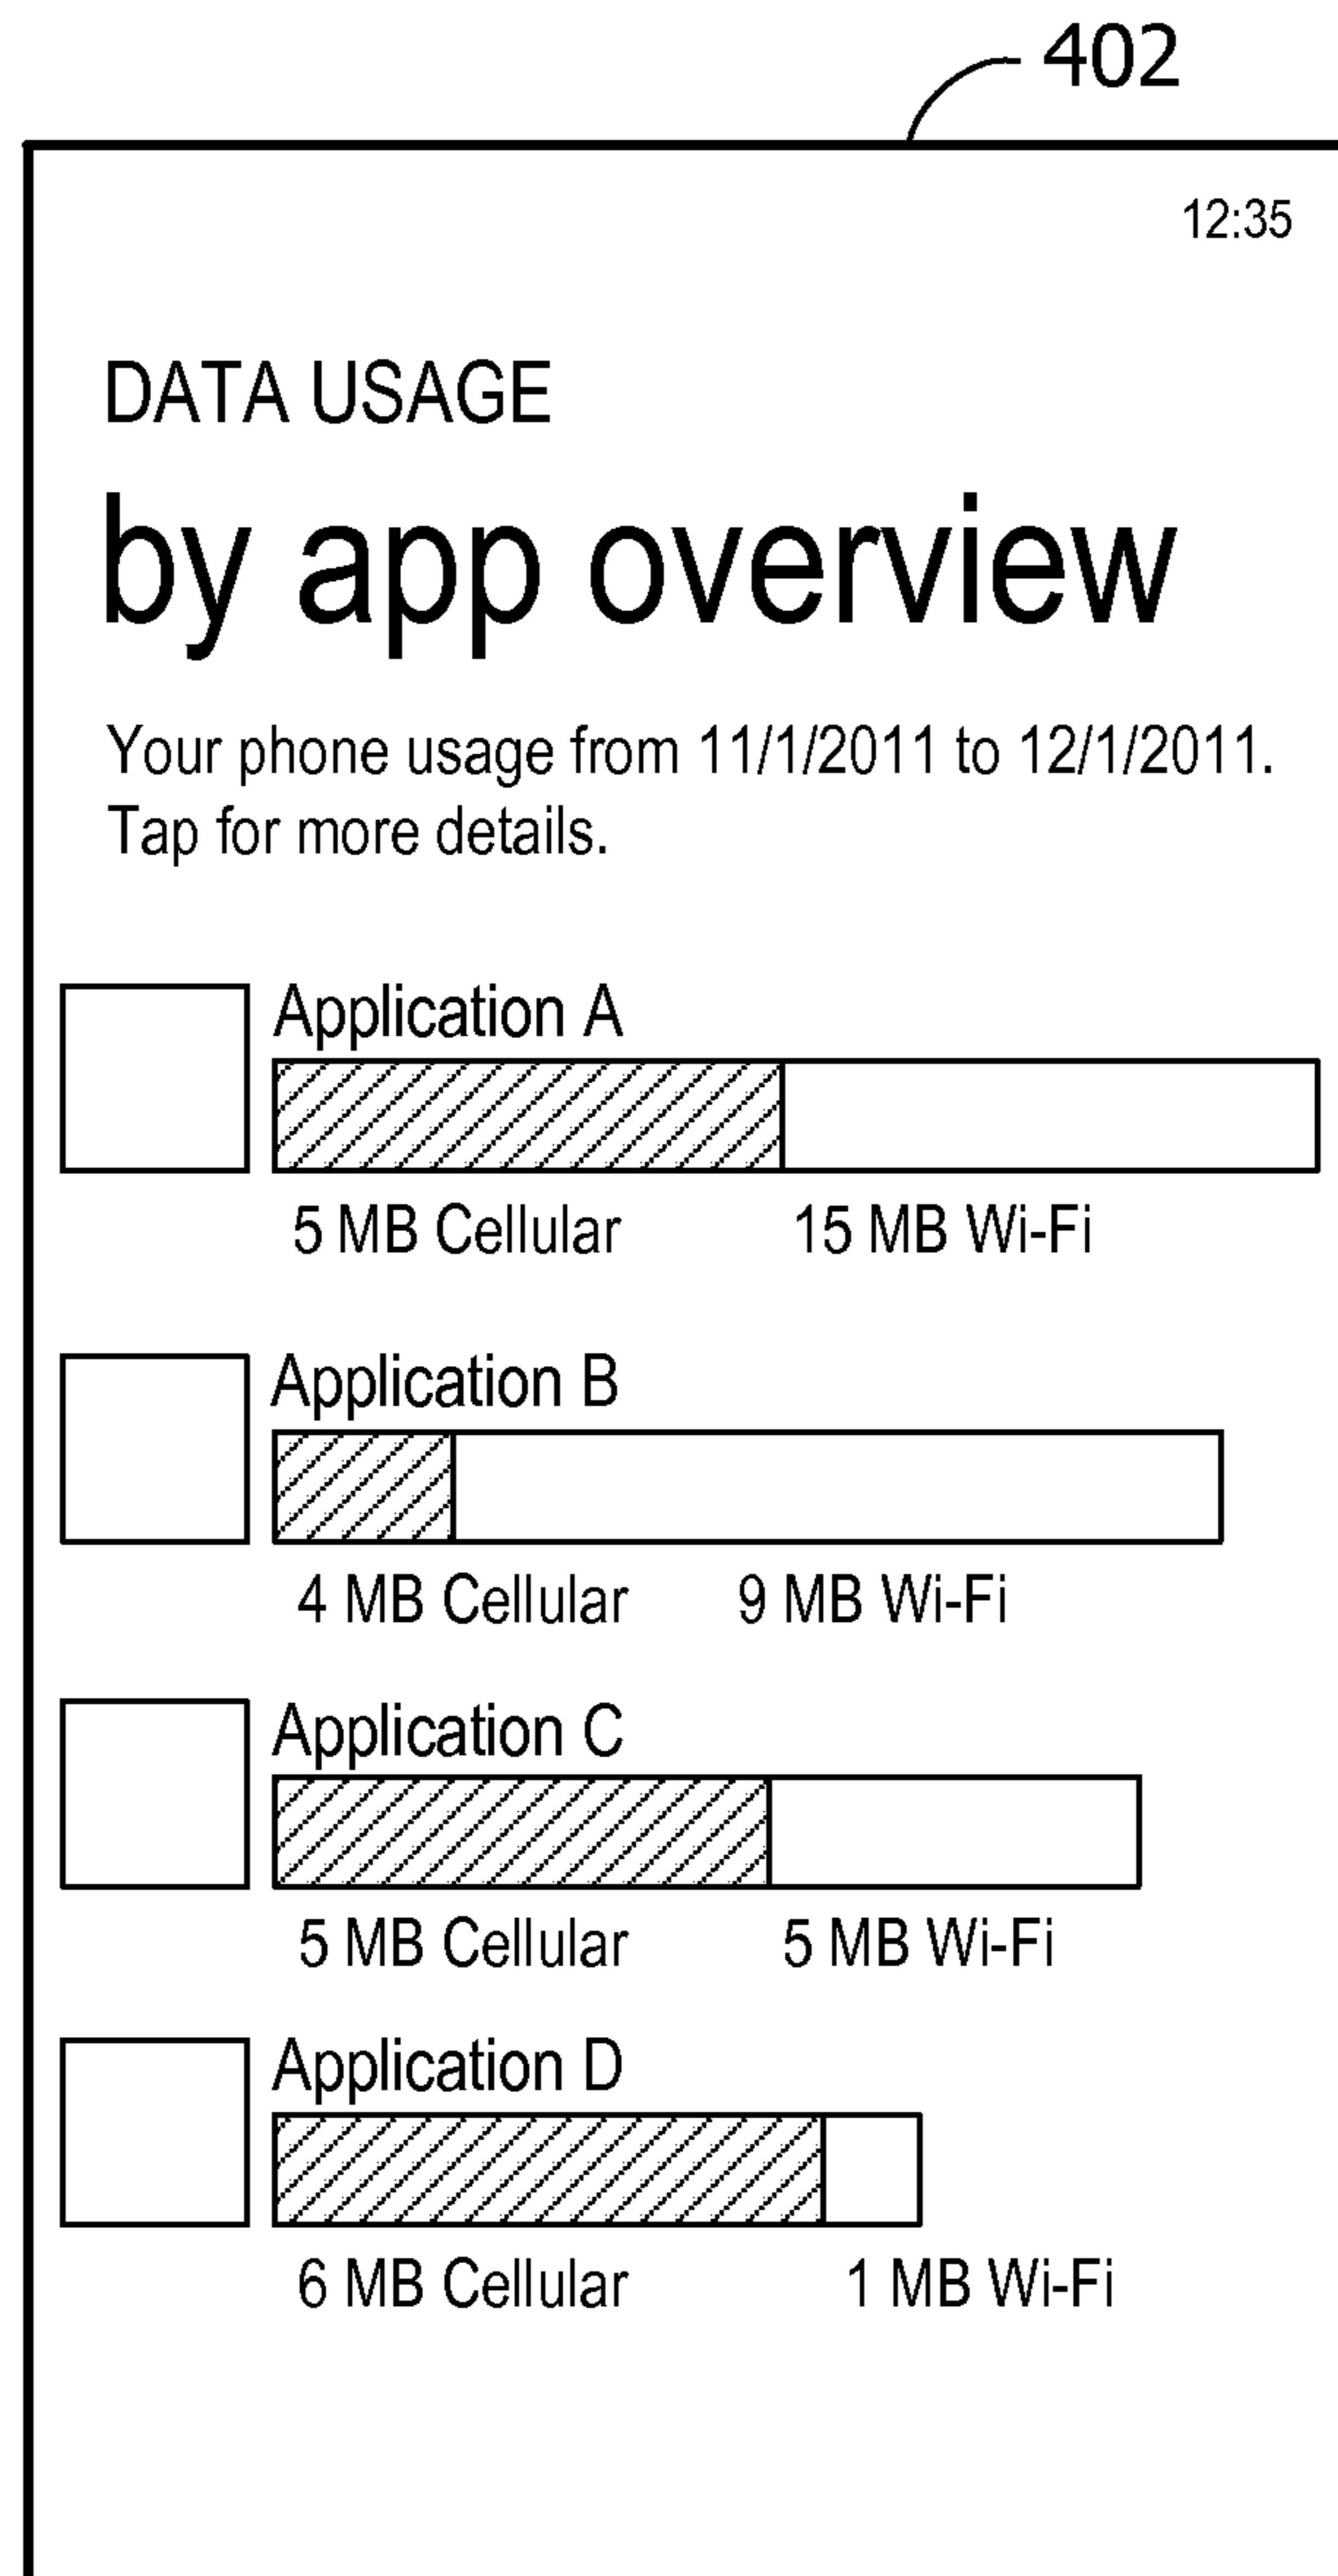 402
12:35
DATA USAGE
by app overview
Your phone usage from 11/1/2011 to 12/1/2011.
Tap for more details.
Application A
5 MB Cellular 15 MB Wi-Fi
Application B
4 MB Cellular 9 MB Wi-Fi
Application C
5 MB Cellular 5 MB Wi-Fi
Application D
6 MB Cellular 1 MB Wi-Fi